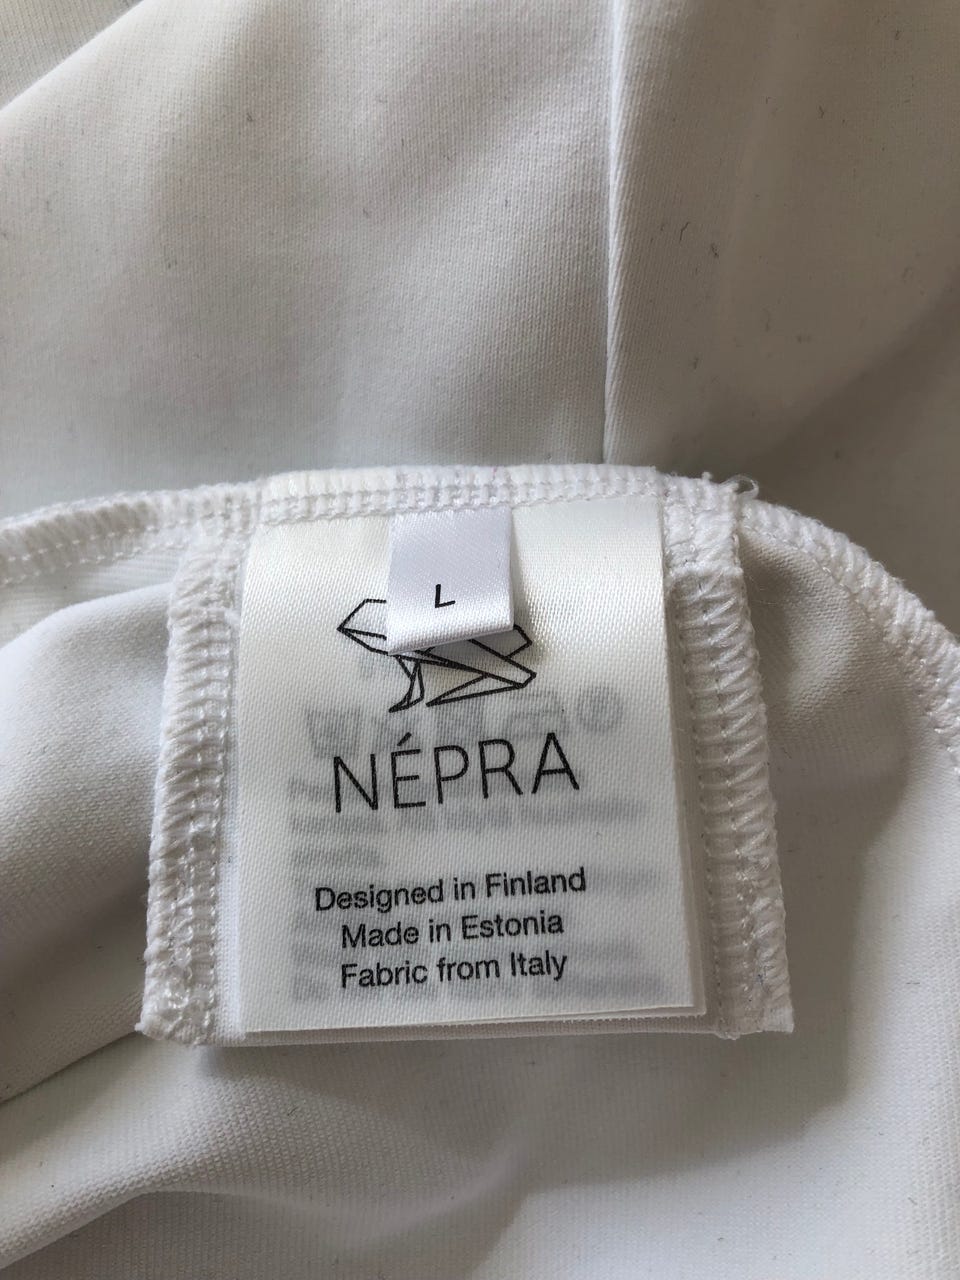 L
NÉPRA
Designed in Finland
Made in Estonia
Fabric from Italy